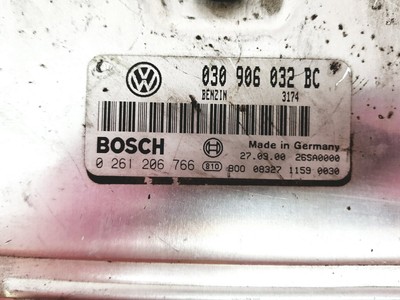 030 906 032 BC
BENZIN 3174
BOSCH Made in Germany
27.09.00 26SA0000
0 261 206 766 810 B00 08327 1159 0030